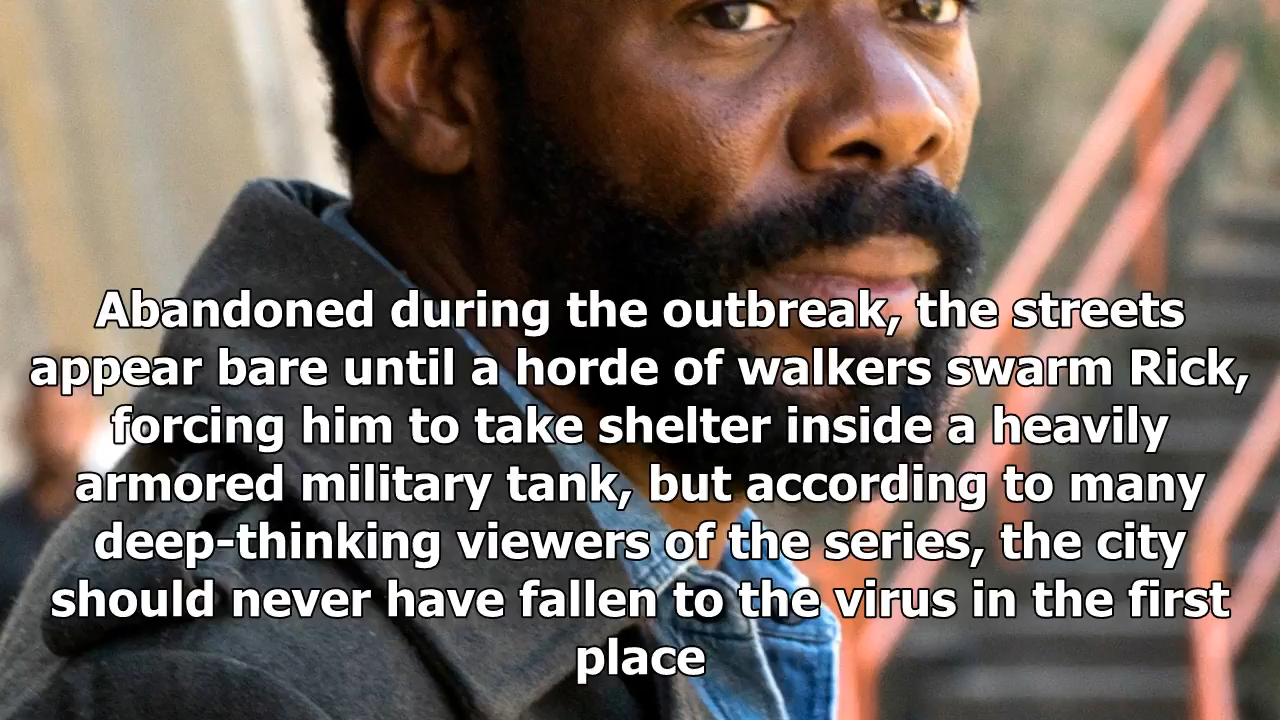 Abandoned during the outbreak, the streets
appear bare until a horde of walkers swarm Rick,
forcing him to take shelter inside a heavily
armored military tank, but according to many
deep-thinking viewers of the series, the city
should never have fallen to the virus in the first
place